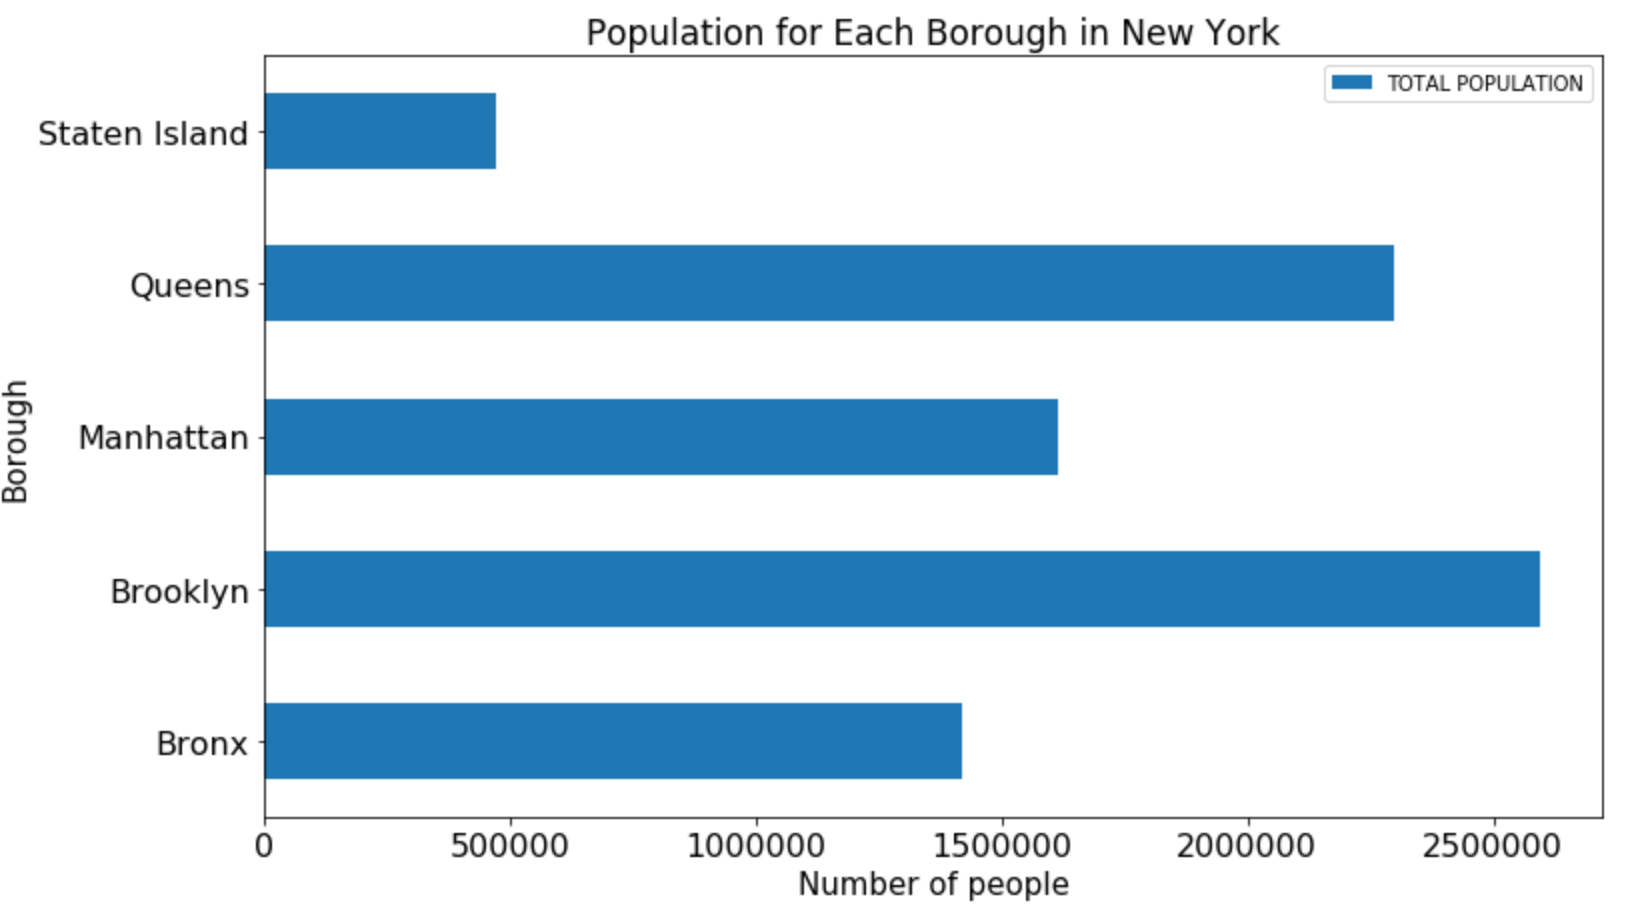 Population for Each Borough in New York
TOTAL POPULATION
Staten Island
Queens
Manhattan
Brooklyn
Bronx
Borough
0 500000 1000000 1500000 2000000 2500000
Number of people